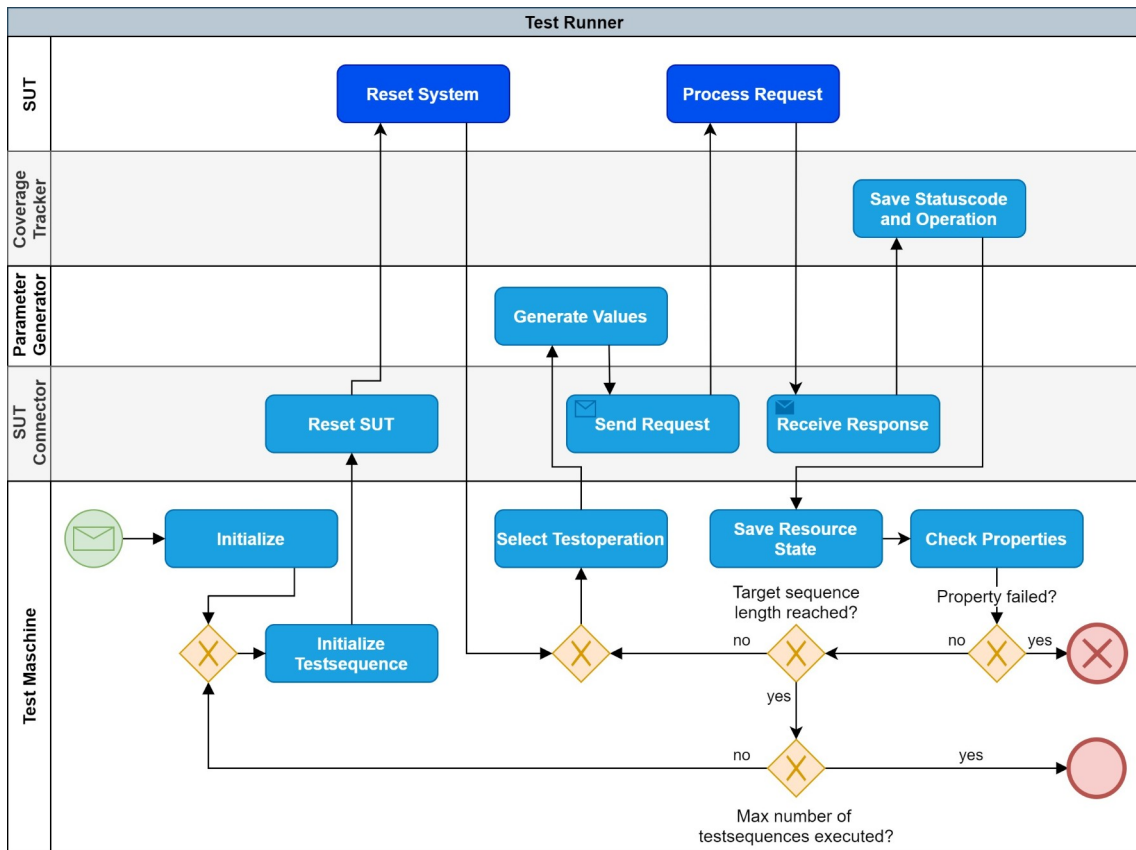 Test Runner
SUT
Reset System
Process Request
Coverage
Tracker
Save Statuscode
and Operation
Parameter
Generator
Generate Values
SUT
Connector
Reset SUT
Send Request
Receive Response
Test Maschine
Initialize
Select Testoperation
Save Resource
State
Check Properties
Target sequence
length reached?
Property failed?
Initialize
Testsequence
no
no
yes
yes
no
yes
Max number of
testsequences executed?